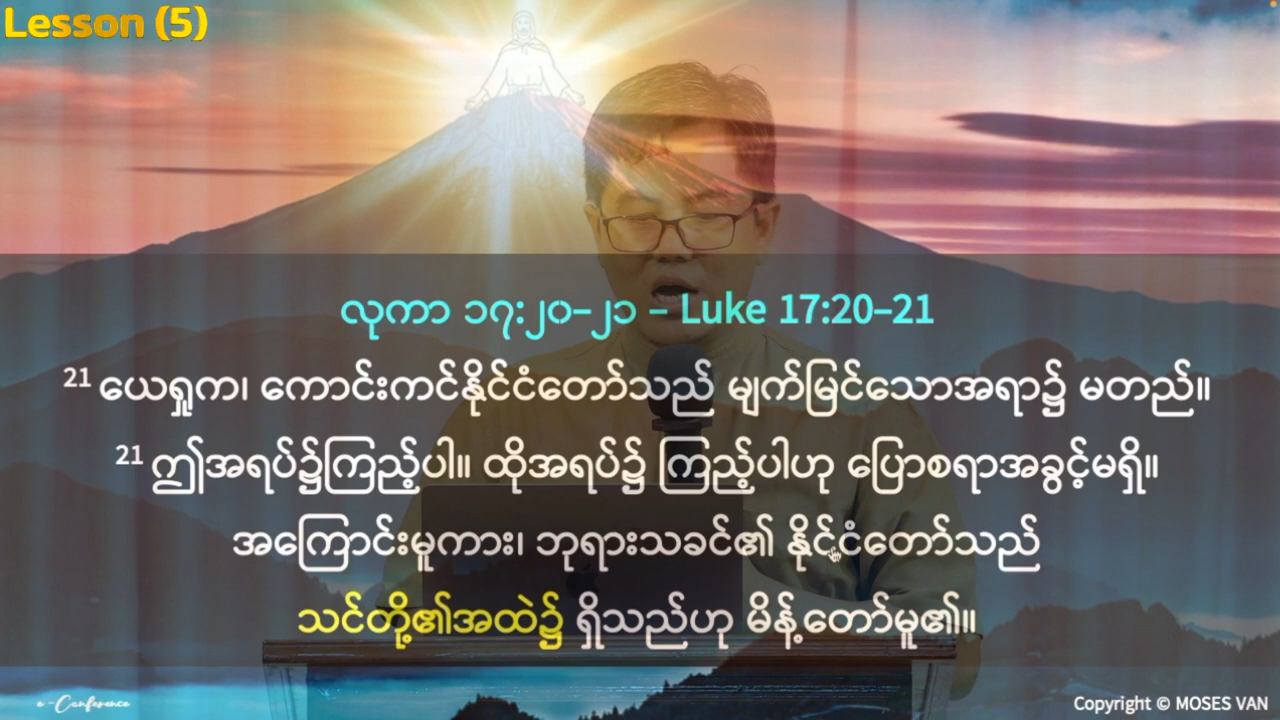 Lesson (5)
လုကာ ၁၇:၂၀–၂၁ – Luke 17:20–21
21 ယေရှုက၊ ကောင်းကင်နိုင်ငံတော်သည် မျက်မြင်သောအရာ၌ မတည်။
21 ဤအရပ်၌ကြည့်ပါ။ ထိုအရပ်၌ ကြည့်ပါဟု ပြောစရာအခွင့်မရှိ။
အကြောင်းမူကား၊ ဘုရားသခင်၏ နိုင်ငံတော်သည်
သင်တို့၏အထဲ၌ ရှိသည်ဟု မိန့်တော်မူ၏။
e-Conference
Copyright © MOSES VAN